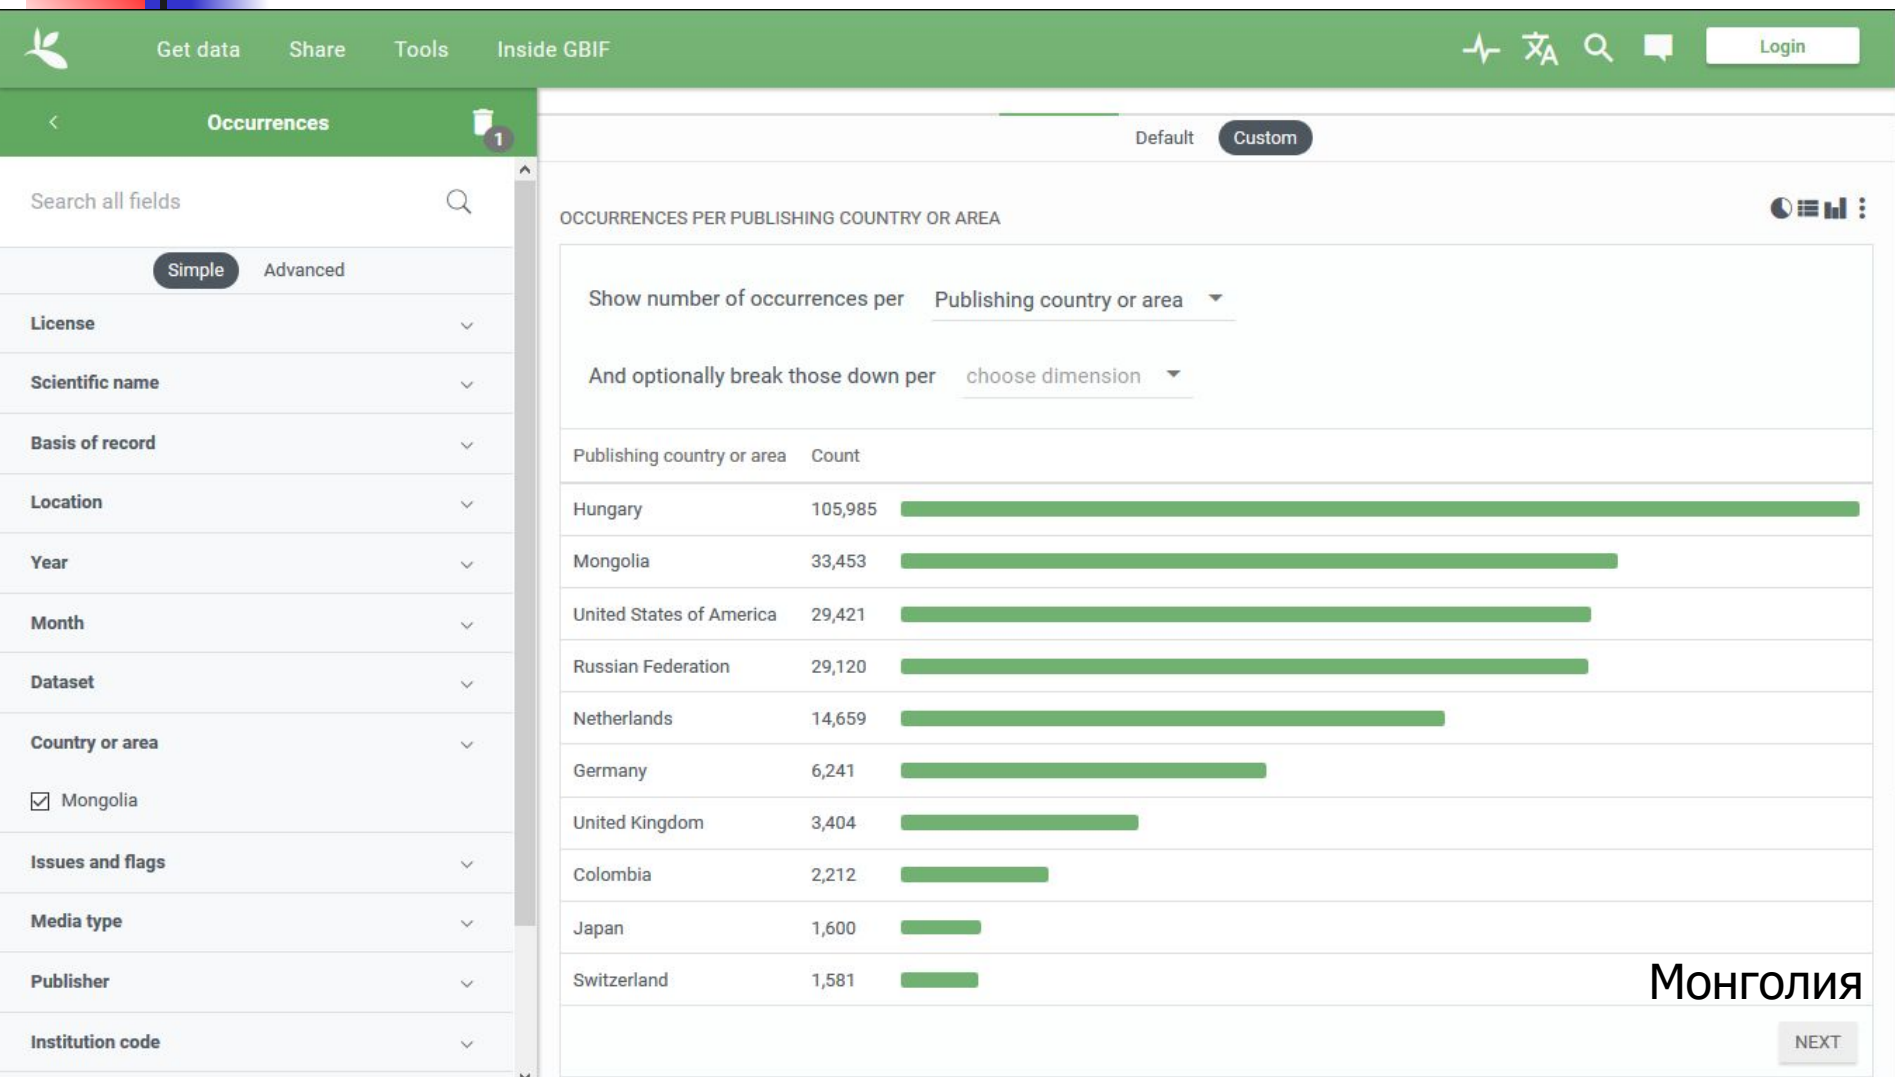 Get data Share Tools Inside GBIF Login
Occurrences 1
Default Custom
Search all fields
OCCURRENCES PER PUBLISHING COUNTRY OR AREA
Simple Advanced
Show number of occurrences per Publishing country or area
And optionally break those down per choose dimension
License
Scientific name
Basis of record
Location
Year
Month
Dataset
Country or area
Mongolia
Issues and flags
Media type
Publisher
Institution code
Publishing country or area Count
Hungary 105,985
Mongolia 33,453
United States of America 29,421
Russian Federation 29,120
Netherlands 14,659
Germany 6,241
United Kingdom 3,404
Colombia 2,212
Japan 1,600
Switzerland 1,581
Монголия
NEXT